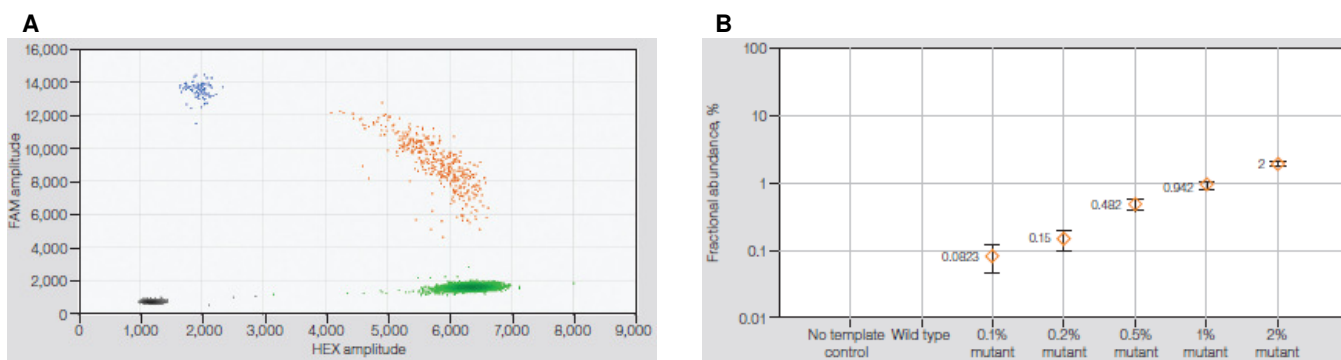 A
16,000
14,000
12,000
10,000
8,000
6,000
4,000
2,000
0
FAM amplitude
0 1,000 2,000 3,000 4,000 5,000 6,000 7,000 8,000 9,000
HEX amplitude
B
100
10
1
0.1
0.01
Fractional abundance, %
0.0823
0.15
0.482
0.942
2
No template Wild type 0.1% 0.2% 0.5% 1% 2%
control mutant mutant mutant mutant mutant